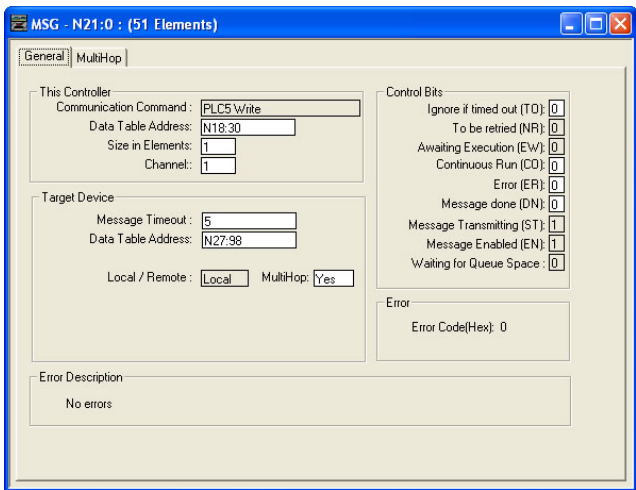 MSG - N21:0 : (51 Elements)
General MultiHop
This Controller
Communication Command : PLC5 Write
Data Table Address: N18:30
Size in Elements: 1
Channel:: 1
Target Device
Message Timeout : 5
Data Table Address: N27:98
Local / Remote : Local MultiHop: Yes
Control Bits
Ignore if timed out (TO): 0
To be retried (NR): 0
Awaiting Execution (EW): 0
Continuous Run (CO): 0
Error (ER): 0
Message done (DN): 0
Message Transmitting (ST): 1
Message Enabled (EN): 1
Waiting for Queue Space : 0
Error
Error Code(Hex): 0
Error Description
No errors